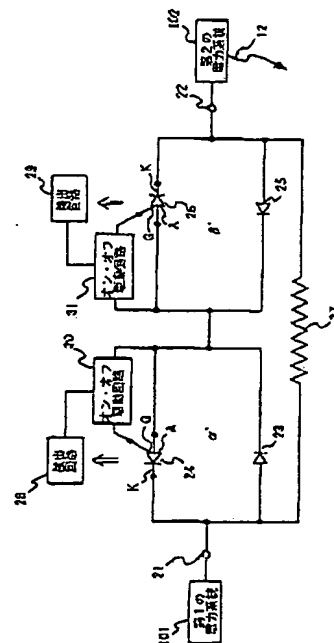 28
検出
回路
20
オン・オフ
駆動回路
K
G
A
24
α'
23
21
第1の
電力系統
101
29
検出
回路
31
オン・オフ
駆動回路
G
A
K
26
β'
25
22
102
第2の
電力系統
12
27